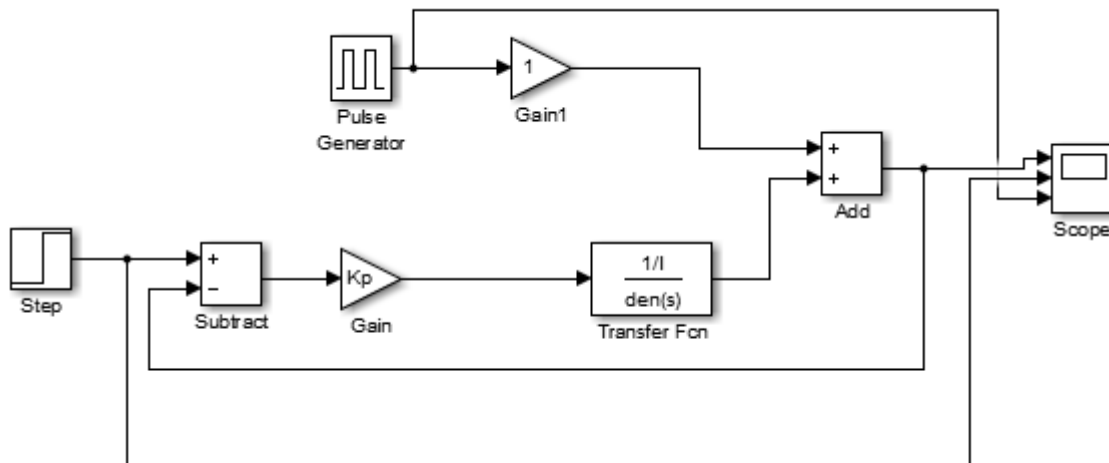 Pulse
Generator
1
Gain1
+
+
Add
Scope
Step
+
−
Subtract
Kp
Gain
1/I
den(s)
Transfer Fcn